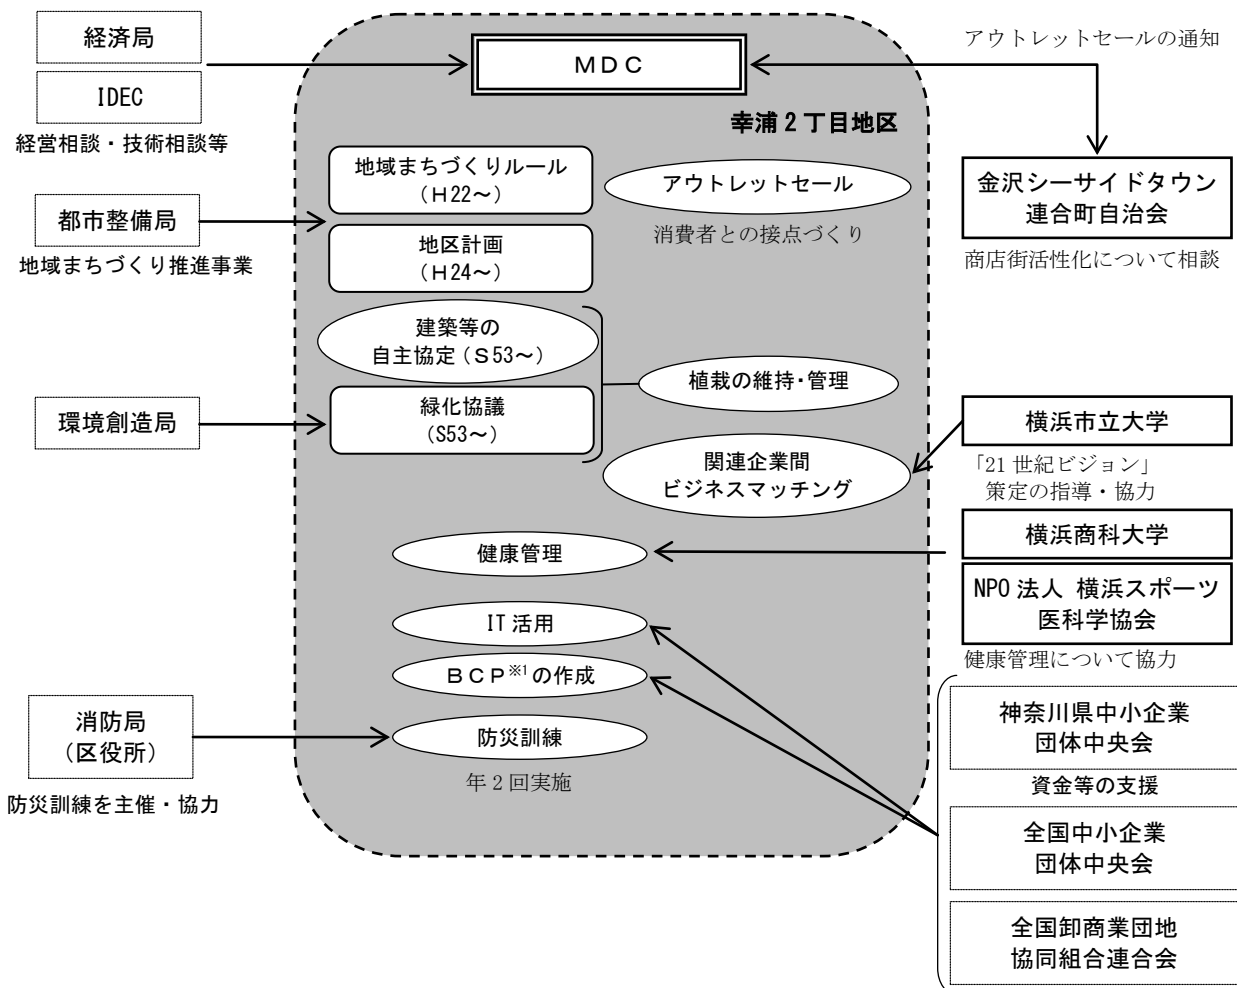 経済局
IDEC
経営相談・技術相談等
都市整備局
地域まちづくり推進事業
環境創造局
消防局
（区役所）
防災訓練を主催・協力
ＭＤＣ
幸浦２丁目地区
地域まちづくりルール
（Ｈ22～）
地区計画
（Ｈ24～）
建築等の
自主協定（Ｓ53～）
緑化協議
（S53～）
アウトレットセール
消費者との接点づくり
植栽の維持・管理
関連企業間
ビジネスマッチング
健康管理
IT 活用
ＢＣＰ※1の作成
防災訓練
年２回実施
アウトレットセールの通知
金沢シーサイドタウン
連合町自治会
商店街活性化について相談
横浜市立大学
「21 世紀ビジョン」
策定の指導・協力
横浜商科大学
NPO 法人 横浜スポーツ
医科学協会
健康管理について協力
神奈川県中小企業
団体中央会
資金等の支援
全国中小企業
団体中央会
全国卸商業団地
協同組合連合会